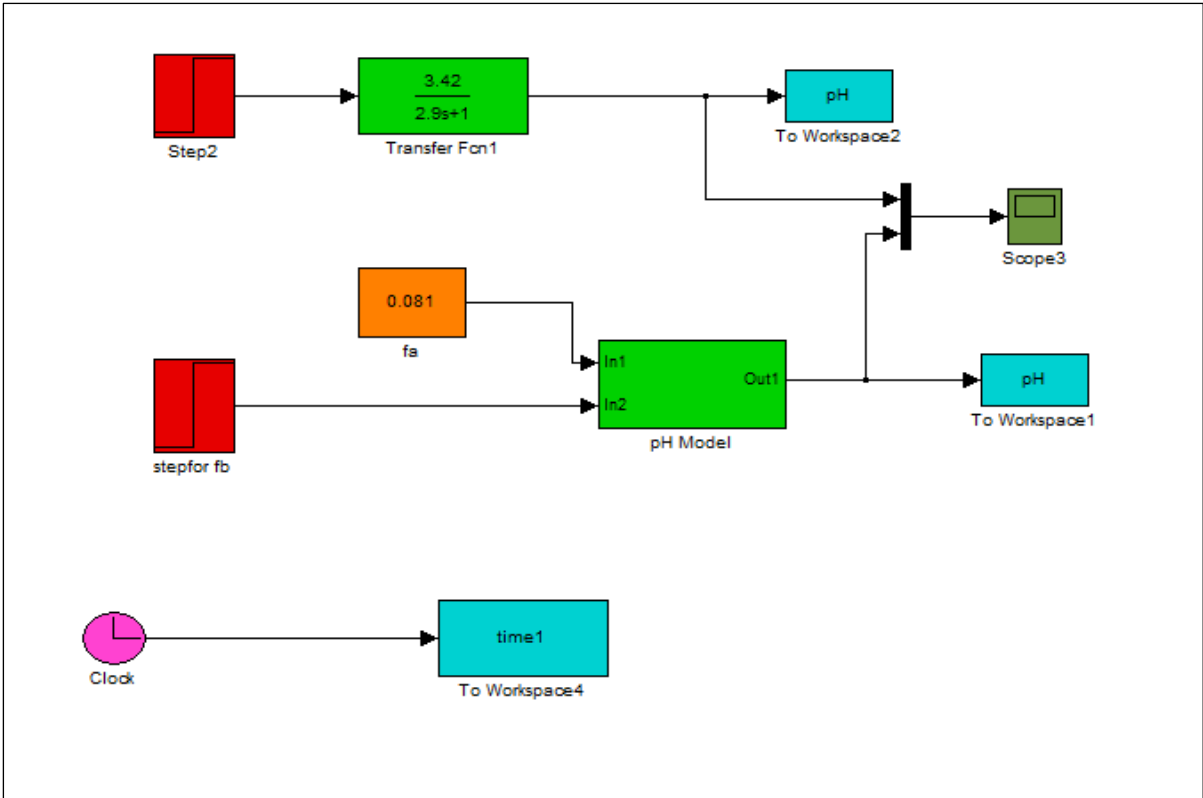 3.42
2.9s+1
pH
Step2
Transfer Fcn1
To Workspace2
Scope3
0.081
fa
In1
Out1
In2
pH
pH Model
To Workspace1
stepfor fb
time1
Clock
To Workspace4